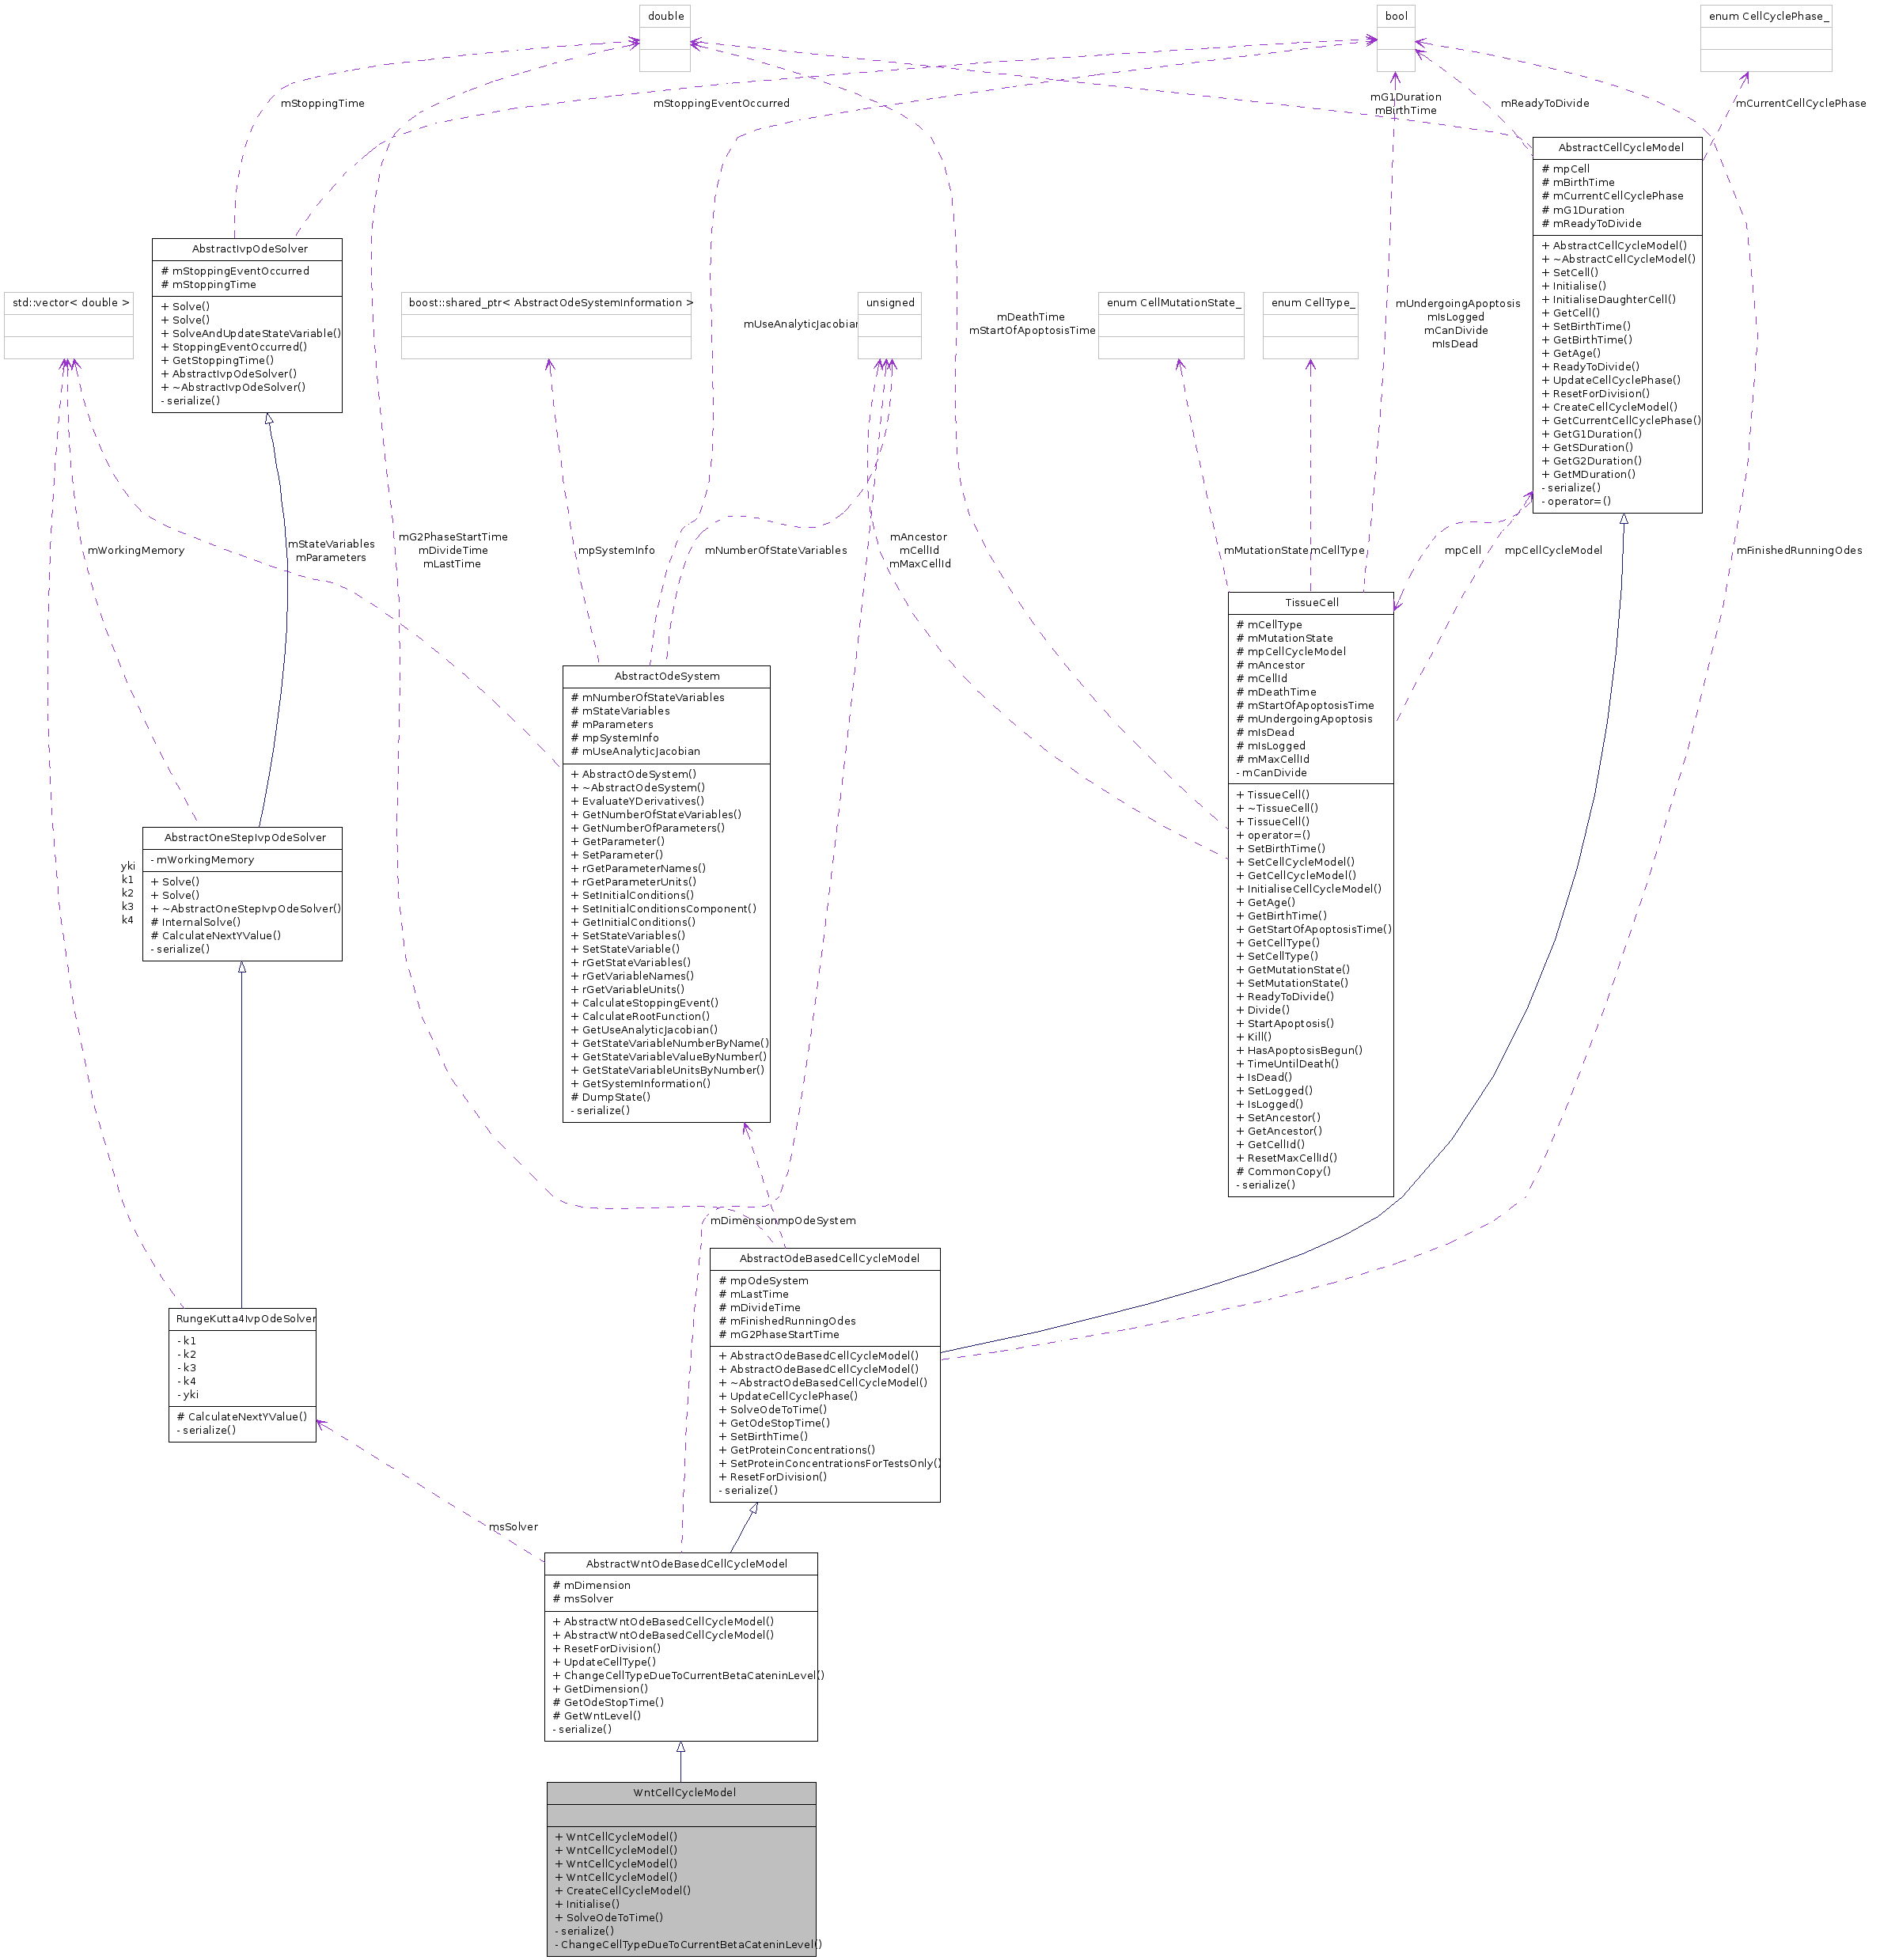 double
bool
enum CellCyclePhase_
mStoppingTime
mStoppingEventOccurred
mG1Duration
mBirthTime
mReadyToDivide
mCurrentCellCyclePhase
AbstractCellCycleModel
# mpCell
# mBirthTime
# mCurrentCellCyclePhase
# mG1Duration
# mReadyToDivide
+ AbstractCellCycleModel()
+ ~AbstractCellCycleModel()
+ SetCell()
+ Initialise()
+ InitialiseDaughterCell()
+ GetCell()
+ SetBirthTime()
+ GetBirthTime()
+ GetAge()
+ ReadyToDivide()
+ UpdateCellCyclePhase()
+ ResetForDivision()
+ CreateCellCycleModel()
+ GetCurrentCellCyclePhase()
+ GetG1Duration()
+ GetSDuration()
+ GetG2Duration()
+ GetMDuration()
- serialize()
- operator=()
AbstractIvpOdeSolver
# mStoppingEventOccurred
# mStoppingTime
+ Solve()
+ Solve()
+ SolveAndUpdateStateVariable()
+ StoppingEventOccurred()
+ GetStoppingTime()
+ AbstractIvpOdeSolver()
+ ~AbstractIvpOdeSolver()
- serialize()
std::vector< double >
boost::shared_ptr< AbstractOdeSystemInformation >
mUseAnalyticJacobian
unsigned
mDeathTime
mStartOfApoptosisTime
enum CellMutationState_
enum CellType_
mUndergoingApoptosis
mIsLogged
mCanDivide
mIsDead
mWorkingMemory
mStateVariables
mParameters
mG2PhaseStartTime
mDivideTime
mLastTime
mpSystemInfo
mNumberOfStateVariables
mAncestor
mCellId
mMaxCellId
mMutationState
mCellType
mpCell
mpCellCycleModel
mFinishedRunningOdes
TissueCell
# mCellType
# mMutationState
# mpCellCycleModel
# mAncestor
# mCellId
# mDeathTime
# mStartOfApoptosisTime
# mUndergoingApoptosis
# mIsDead
# mIsLogged
# mMaxCellId
- mCanDivide
+ TissueCell()
+ ~TissueCell()
+ TissueCell()
+ operator=()
+ SetBirthTime()
+ SetCellCycleModel()
+ GetCellCycleModel()
+ InitialiseCellCycleModel()
+ GetAge()
+ GetBirthTime()
+ GetStartOfApoptosisTime()
+ GetCellType()
+ SetCellType()
+ GetMutationState()
+ SetMutationState()
+ ReadyToDivide()
+ Divide()
+ StartApoptosis()
+ Kill()
+ HasApoptosisBegun()
+ TimeUntilDeath()
+ IsDead()
+ SetLogged()
+ IsLogged()
+ SetAncestor()
+ GetAncestor()
+ GetCellId()
+ ResetMaxCellId()
# CommonCopy()
- serialize()
AbstractOdeSystem
# mNumberOfStateVariables
# mStateVariables
# mParameters
# mpSystemInfo
# mUseAnalyticJacobian
+ AbstractOdeSystem()
+ ~AbstractOdeSystem()
+ EvaluateYDerivatives()
+ GetNumberOfStateVariables()
+ GetNumberOfParameters()
+ GetParameter()
+ SetParameter()
+ rGetParameterNames()
+ rGetParameterUnits()
+ SetInitialConditions()
+ SetInitialConditionsComponent()
+ GetInitialConditions()
+ SetStateVariables()
+ SetStateVariable()
+ rGetStateVariables()
+ rGetVariableNames()
+ rGetVariableUnits()
+ CalculateStoppingEvent()
+ CalculateRootFunction()
+ GetUseAnalyticJacobian()
+ GetStateVariableNumberByName()
+ GetStateVariableValueByNumber()
+ GetStateVariableUnitsByNumber()
+ GetSystemInformation()
# DumpState()
- serialize()
AbstractOneStepIvpOdeSolver
- mWorkingMemory
+ Solve()
+ Solve()
+ ~AbstractOneStepIvpOdeSolver()
# InternalSolve()
# CalculateNextYValue()
- serialize()
yki
k1
k2
k3
k4
mDimension
mpOdeSystem
AbstractOdeBasedCellCycleModel
# mpOdeSystem
# mLastTime
# mDivideTime
# mFinishedRunningOdes
# mG2PhaseStartTime
+ AbstractOdeBasedCellCycleModel()
+ AbstractOdeBasedCellCycleModel()
+ ~AbstractOdeBasedCellCycleModel()
+ UpdateCellCyclePhase()
+ SolveOdeToTime()
+ GetOdeStopTime()
+ SetBirthTime()
+ GetProteinConcentrations()
+ SetProteinConcentrationsForTestsOnly()
+ ResetForDivision()
- serialize()
RungeKutta4IvpOdeSolver
- k1
- k2
- k3
- k4
- yki
# CalculateNextYValue()
- serialize()
msSolver
AbstractWntOdeBasedCellCycleModel
# mDimension
# msSolver
+ AbstractWntOdeBasedCellCycleModel()
+ AbstractWntOdeBasedCellCycleModel()
+ ResetForDivision()
+ UpdateCellType()
+ ChangeCellTypeDueToCurrentBetaCateninLevel()
+ GetDimension()
# GetOdeStopTime()
# GetWntLevel()
- serialize()
WntCellCycleModel
+ WntCellCycleModel()
+ WntCellCycleModel()
+ WntCellCycleModel()
+ WntCellCycleModel()
+ CreateCellCycleModel()
+ Initialise()
+ SolveOdeToTime()
- serialize()
- ChangeCellTypeDueToCurrentBetaCateninLevel()